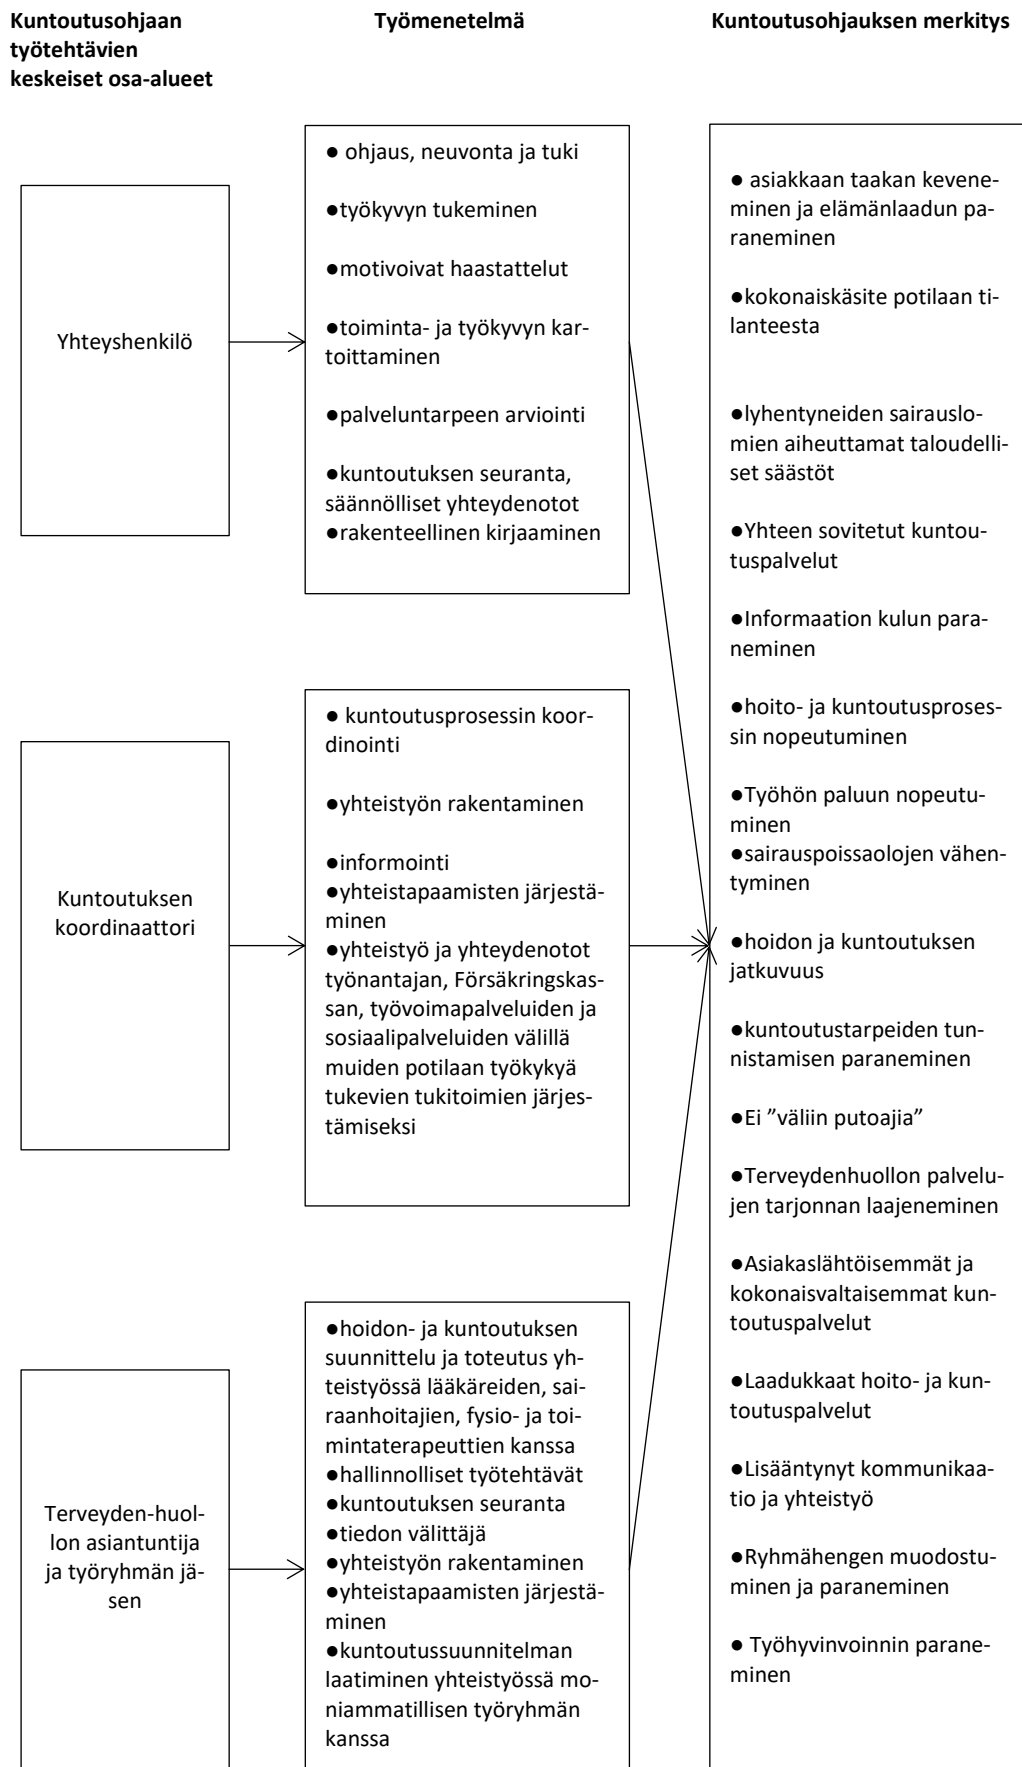 Kuntoutusohjaan
työtehtävien
keskeiset osa-alueet
Työmenetelmä
Kuntoutusohjauksen merkitys
Yhteyshenkilö
● ohjaus, neuvonta ja tuki
●työkyvyn tukeminen
●motivoivat haastattelut
●toiminta- ja työkyvyn kar-
toittaminen
●palveluntarpeen arviointi
●kuntoutuksen seuranta,
säännölliset yhteydenotot
●rakenteellinen kirjaaminen
Kuntoutuksen
koordinaattori
● kuntoutusprosessin koor-
dinointi
●yhteistyön rakentaminen
●informointi
●yhteistapaamisten järjestä-
minen
●yhteistyö ja yhteydenotot
työnantajan, Försäkringskas-
san, työvoimapalveluiden ja
sosiaalipalveluiden välillä
muiden potilaan työkykyä
tukevien tukitoimien järjes-
tämiseksi
Terveyden-huol-
lon asiantuntija
ja työryhmän jä-
sen
●hoidon- ja kuntoutuksen
suunnittelu ja toteutus yh-
teistyössä lääkäreiden, sai-
raanhoitajien, fysio- ja toi-
mintaterapeuttien kanssa
●hallinnolliset työtehtävät
●kuntoutuksen seuranta
●tiedon välittäjä
●yhteistyön rakentaminen
●yhteistapaamisten järjestä-
minen
●kuntoutussuunnitelman
laatiminen yhteistyössä mo-
niammatillisen työryhmän
kanssa
● asiakkaan taakan kevene-
minen ja elämänlaadun pa-
raneminen
●kokonaiskäsite potilaan ti-
lanteesta
●lyhentyneiden sairauslo-
mien aiheuttamat taloudelli-
set säästöt
●Yhteen sovitetut kuntou-
tuspalvelut
●Informaation kulun para-
neminen
●hoito- ja kuntoutusproses-
sin nopeutuminen
●Työhön paluun nopeutu-
minen
●sairauspoissaolojen vähen-
tyminen
●hoidon ja kuntoutuksen
jatkuvuus
●kuntoutustarpeiden tun-
nistamisen paraneminen
●Ei ”väliin putoajia”
●Terveydenhuollon palvelu-
jen tarjonnan laajeneminen
●Asiakaslähtöisemmät ja
kokonaisvaltaisemmat kun-
toutuspalvelut
●Laadukkaat hoito- ja kun-
toutuspalvelut
●Lisääntynyt kommunikaa-
tio ja yhteistyö
●Ryhmähengen muodostu-
minen ja paraneminen
● Työhyvinvoinnin parane-
minen